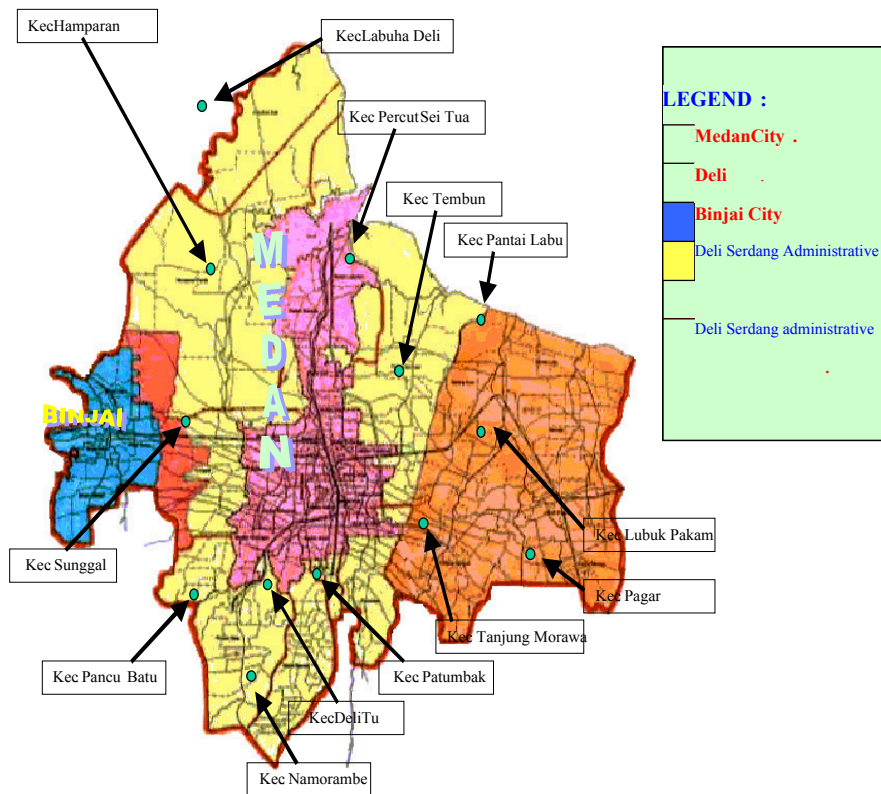 KecHamparan
KecLabuha Deli
Kec PercutSei Tua
Kec Tembun
Kec Pantai Labu
LEGEND :
MedanCity .
Deli .
Binjai City
Deli Serdang Administrative
Deli Serdang administrative
.
MEDAN
BINJAI
Kec Sunggal
Kec Lubuk Pakam
Kec Pagar
Kec Tanjung Morawa
Kec Pancu Batu
Kec Patumbak
KecDeliTu
Kec Namorambe